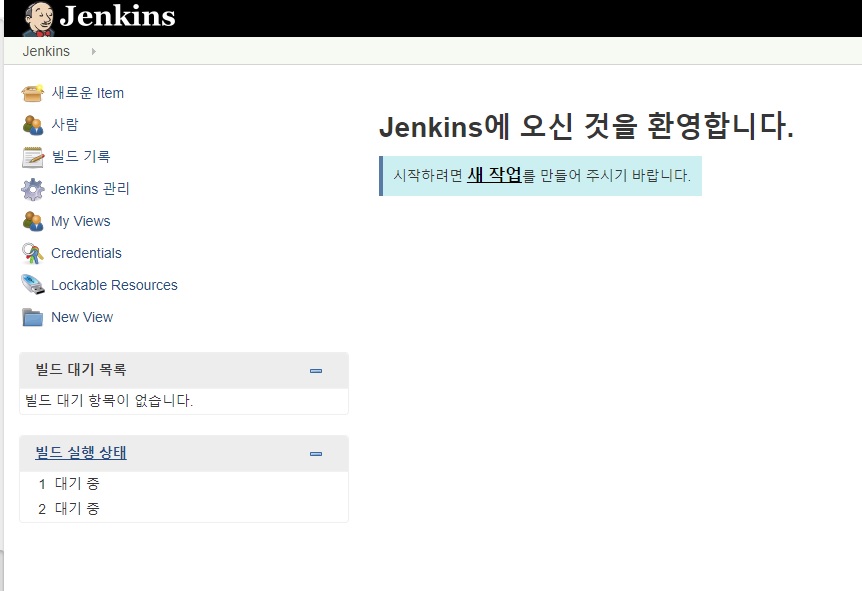 Jenkins
Jenkins
새로운 Item
사람
빌드 기록
Jenkins 관리
My Views
Credentials
Lockable Resources
New View
빌드 대기 목록
빌드 대기 항목이 없습니다.
빌드 실행 상태
1 대기 중
2 대기 중
Jenkins에 오신 것을 환영합니다.
시작하려면 새 작업를 만들어 주시기 바랍니다.